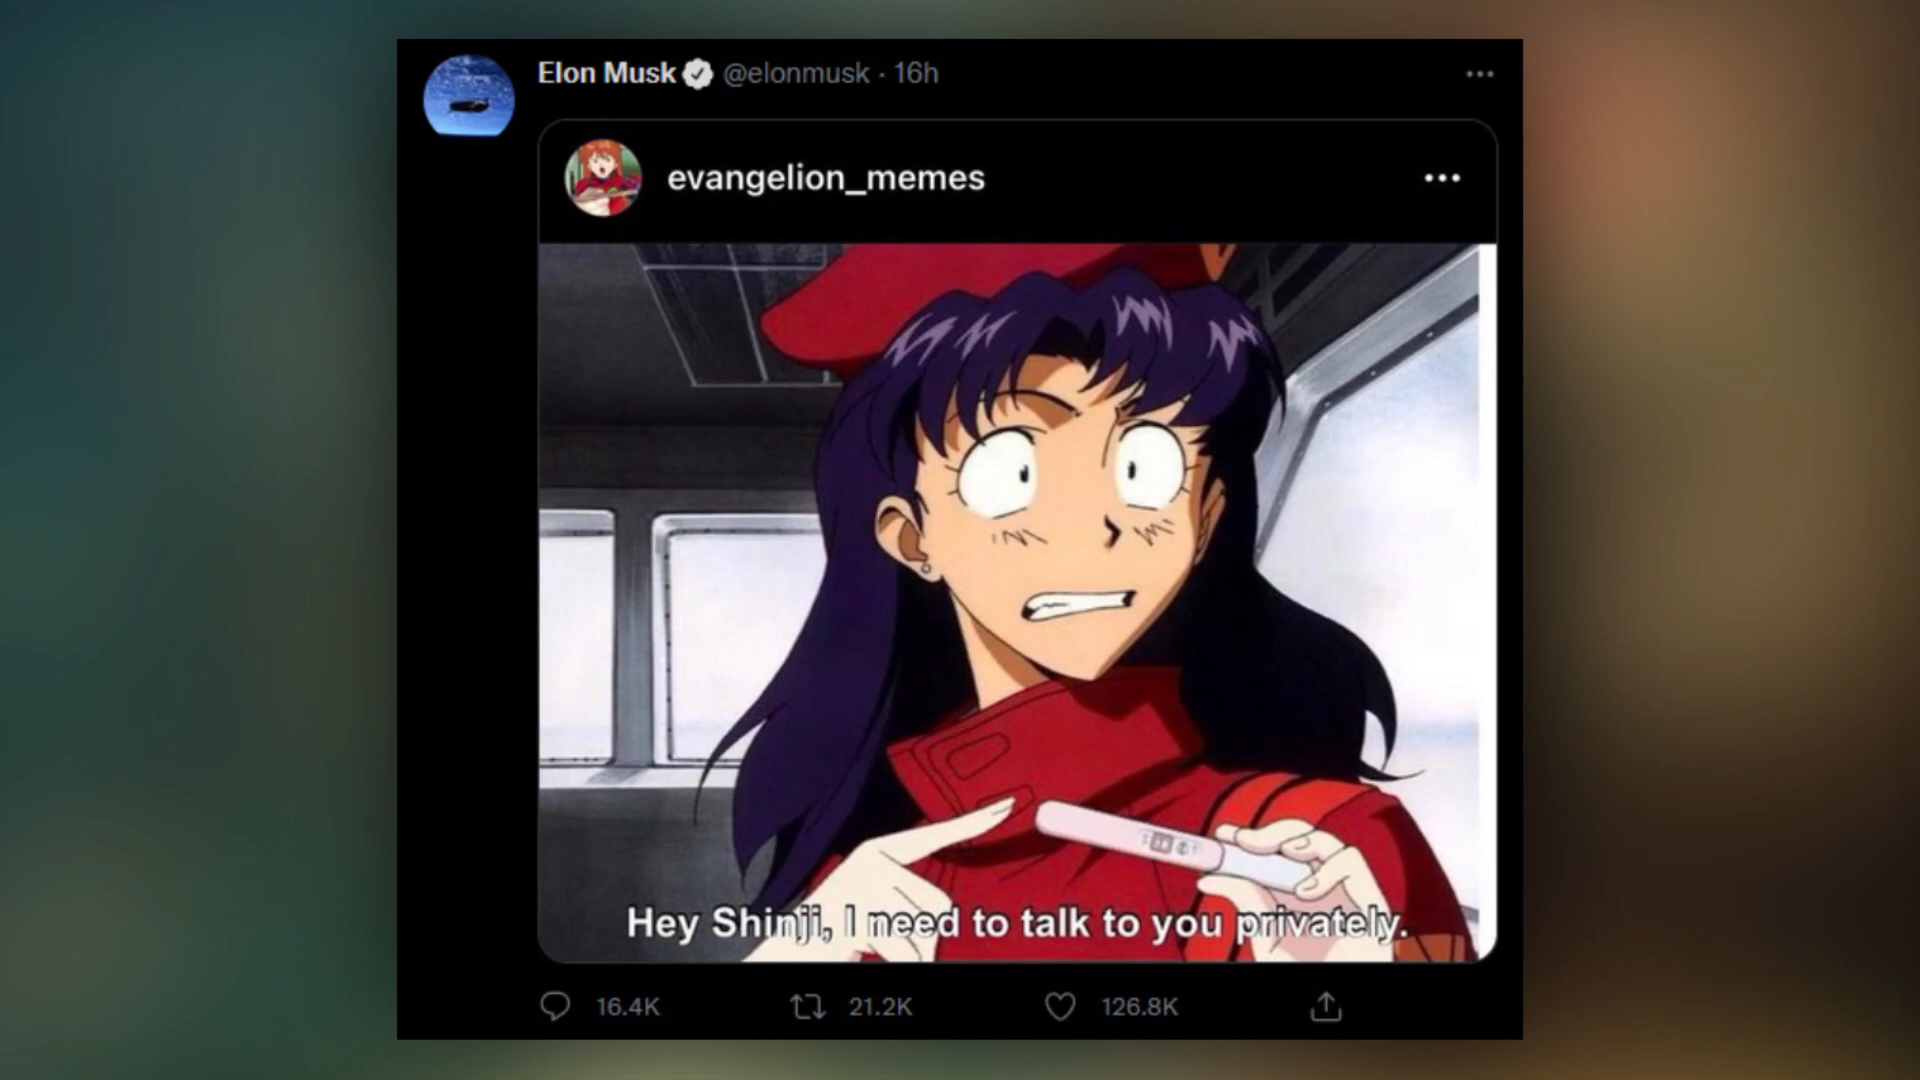 Elon Musk @elonmusk · 16h
evangelion_memes
Hey Shinji, I need to talk to you privately.
16.4K 21.2K 126.8K